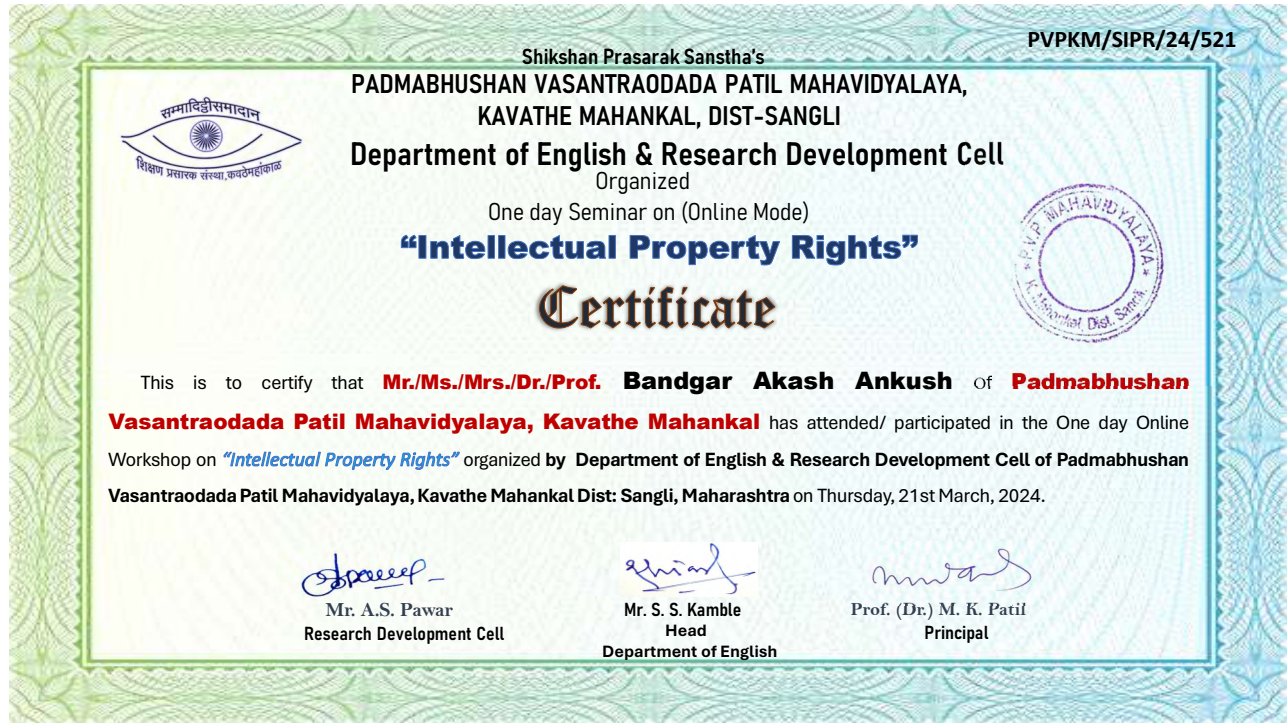 PVPKM/SIPR/24/521
Shikshan Prasarak Sanstha's
PADMABHUSHAN VASANTRAODADA PATIL MAHAVIDYALAYA,
KAVATHE MAHANKAL, DIST-SANGLI
सम्मादिट्ठीसमादान
शिक्षण प्रसारक संस्था,कवठेमहांकाळ
Department of English & Research Development Cell
Organized
One day Seminar on (Online Mode)
“Intellectual Property Rights”
P.V.P. MAHAVIDYALAYA
K. Mahankal, Dist. Sangli.
Certificate
This is to certify that Mr./Ms./Mrs./Dr./Prof. Bandgar Akash Ankush Of Padmabhushan
Vasantraodada Patil Mahavidyalaya, Kavathe Mahankal has attended/ participated in the One day Online
Workshop on “Intellectual Property Rights” organized by Department of English & Research Development Cell of Padmabhushan
Vasantraodada Patil Mahavidyalaya, Kavathe Mahankal Dist: Sangli, Maharashtra on Thursday, 21st March, 2024.
Mr. A.S. Pawar
Research Development Cell
Mr. S. S. Kamble
Head
Department of English
Prof. (Dr.) M. K. Patil
Principal